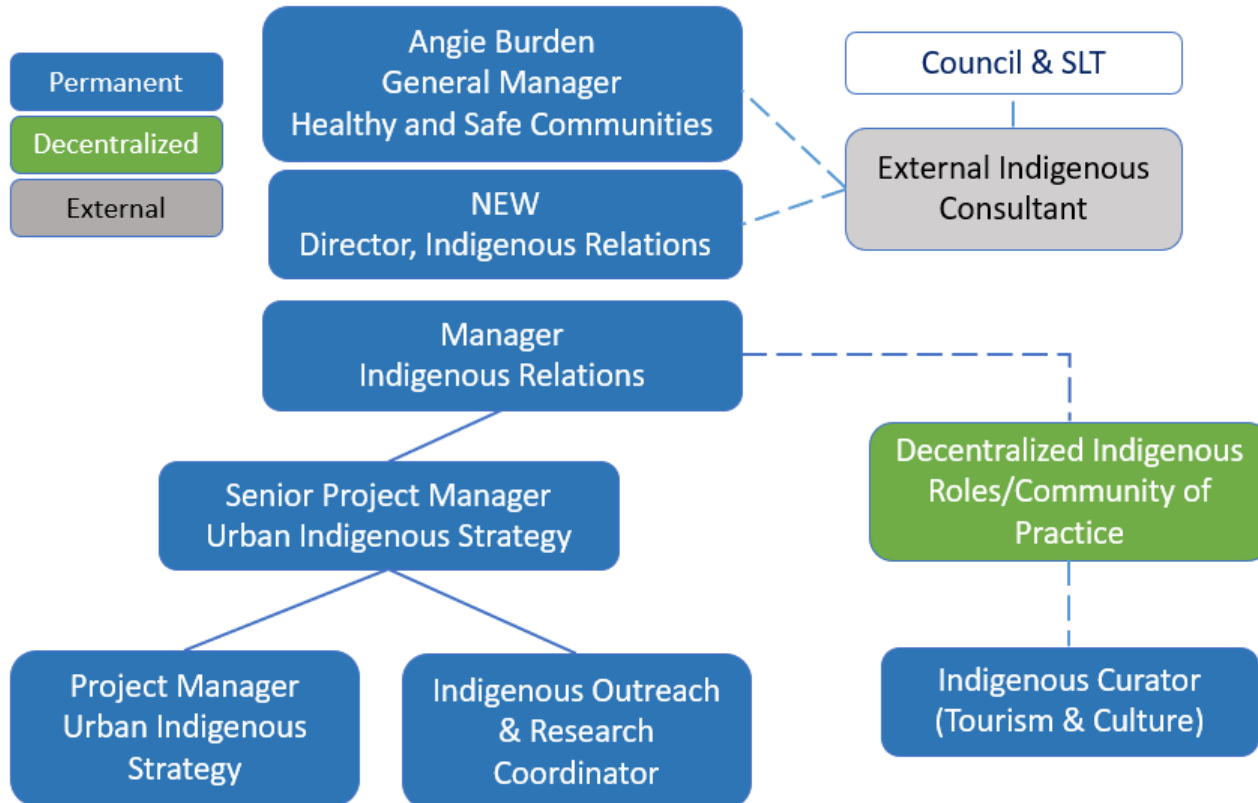 Permanent
Decentralized
External
Angie Burden
General Manager
Healthy and Safe Communities
Council & SLT
External Indigenous
Consultant
NEW
Director, Indigenous Relations
Manager
Indigenous Relations
Senior Project Manager
Urban Indigenous Strategy
Decentralized Indigenous
Roles/Community of
Practice
Project Manager
Urban Indigenous
Strategy
Indigenous Outreach
& Research
Coordinator
Indigenous Curator
(Tourism & Culture)